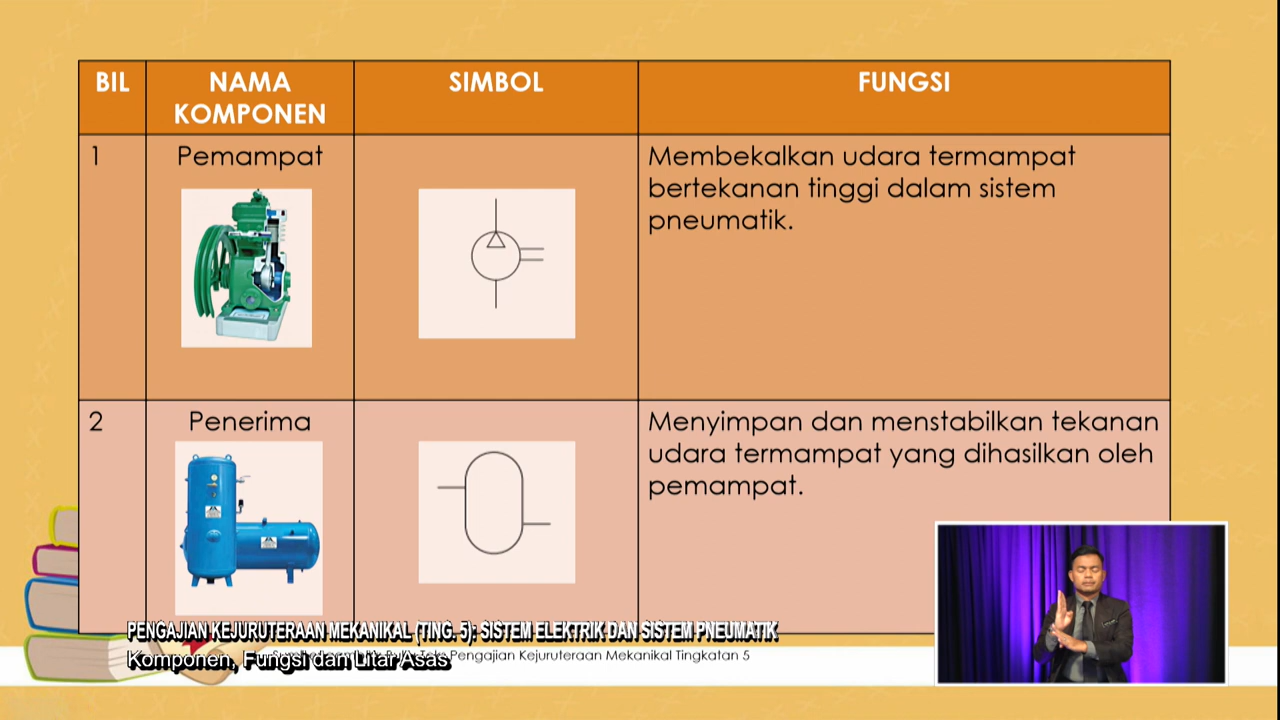 BIL
NAMA
KOMPONEN
SIMBOL
FUNGSI
1
Pemampat
Membekalkan udara termampat
bertekanan tinggi dalam sistem
pneumatik.
2
Penerima
Menyimpan dan menstabilkan tekanan
udara termampat yang dihasilkan oleh
pemampat.
PENGAJIAN KEJURUTERAAN MEKANIKAL (TING. 5): SISTEM ELEKTRIK DAN SISTEM PNEUMATIK
Komponen, Fungsi dan Litar Asas
Pengajian Kejuruteraan Mekanikal Tingkatan 5